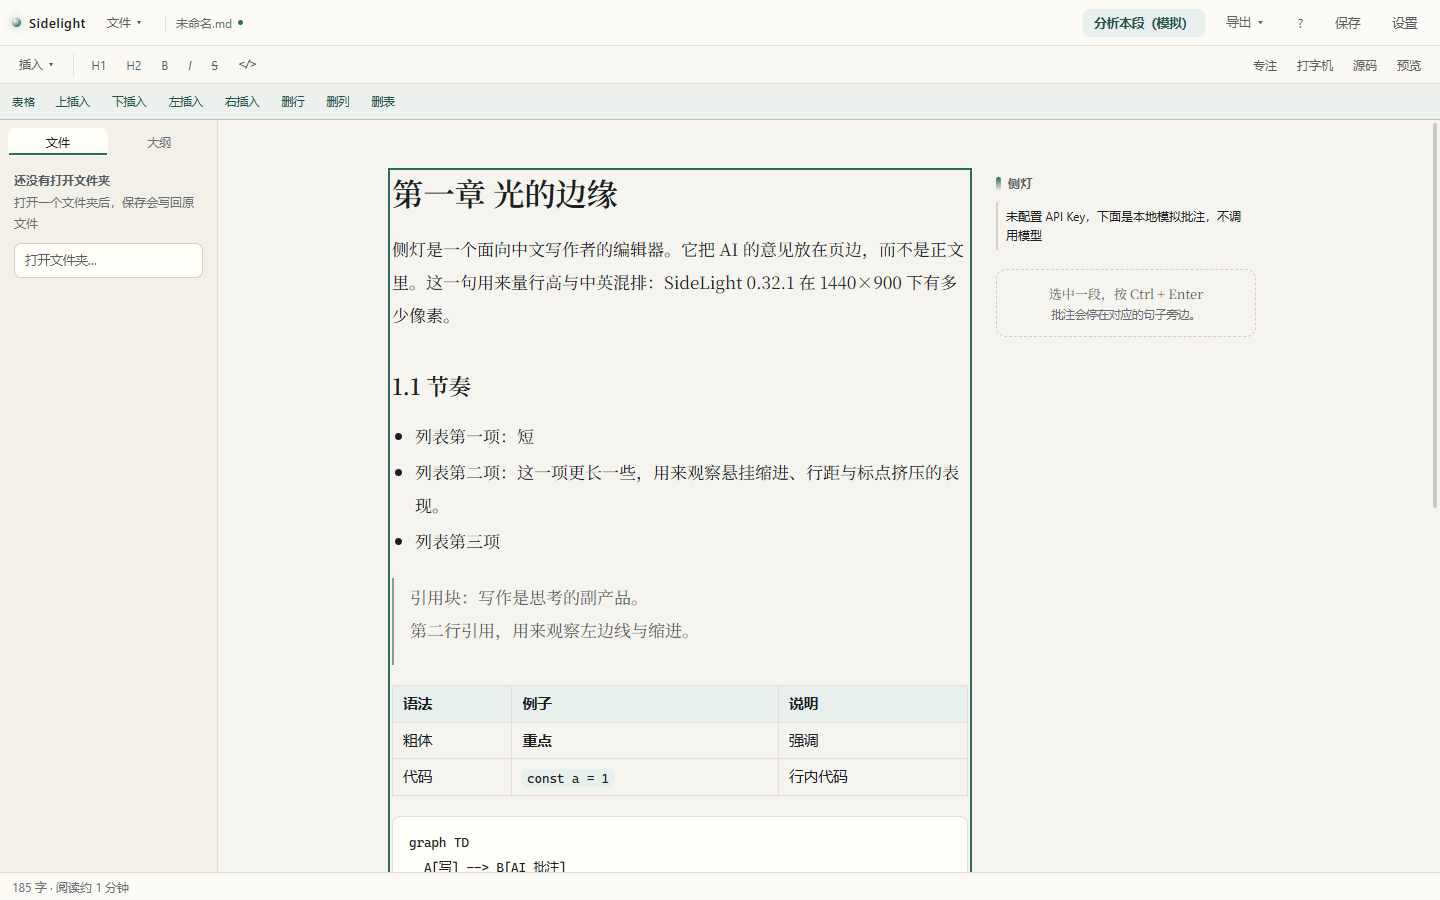 Sidelight 文件 ▾ 未命名.md • 分析本段（模拟） 导出 ▾ ? 保存 设置
插入 ▾ H1 H2 B I S </> 专注 打字机 源码 预览
表格 上插入 下插入 左插入 右插入 删行 删列 删表
文件 大纲
还没有打开文件夹
打开一个文件夹后，保存会写回原
文件
打开文件夹...
第一章 光的边缘
侧灯是一个面向中文写作者的编辑器。它把 AI 的意见放在页边，而不是正文
里。这一句用来量行高与中英混排：SideLight 0.32.1 在 1440×900 下有多
少像素。
1.1 节奏
• 列表第一项：短
• 列表第二项：这一项更长一些，用来观察悬挂缩进、行距与标点挤压的表
现。
• 列表第三项
引用块：写作是思考的副产品。
第二行引用，用来观察左边线与缩进。
语法 例子 说明
粗体 重点 强调
代码 const a = 1 行内代码
graph TD
A[写] --> B[AI 批注]
侧灯
未配置 API Key，下面是本地模拟批注，不调
用模型
选中一段，按 Ctrl + Enter
批注会停在对应的句子旁边。
185 字 · 阅读约 1 分钟